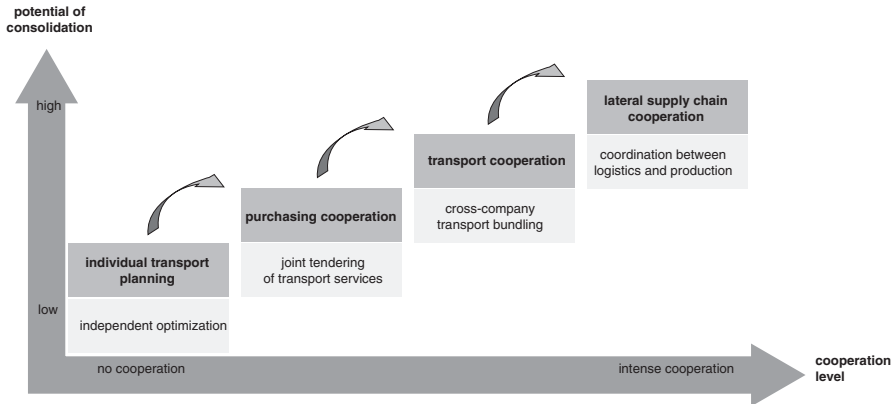 potential of
consolidation
high
low
individual transport
planning
independent optimization
purchasing cooperation
joint tendering
of transport services
transport cooperation
cross-company
transport bundling
lateral supply chain
cooperation
coordination between
logistics and production
no cooperation
intense cooperation
cooperation
level